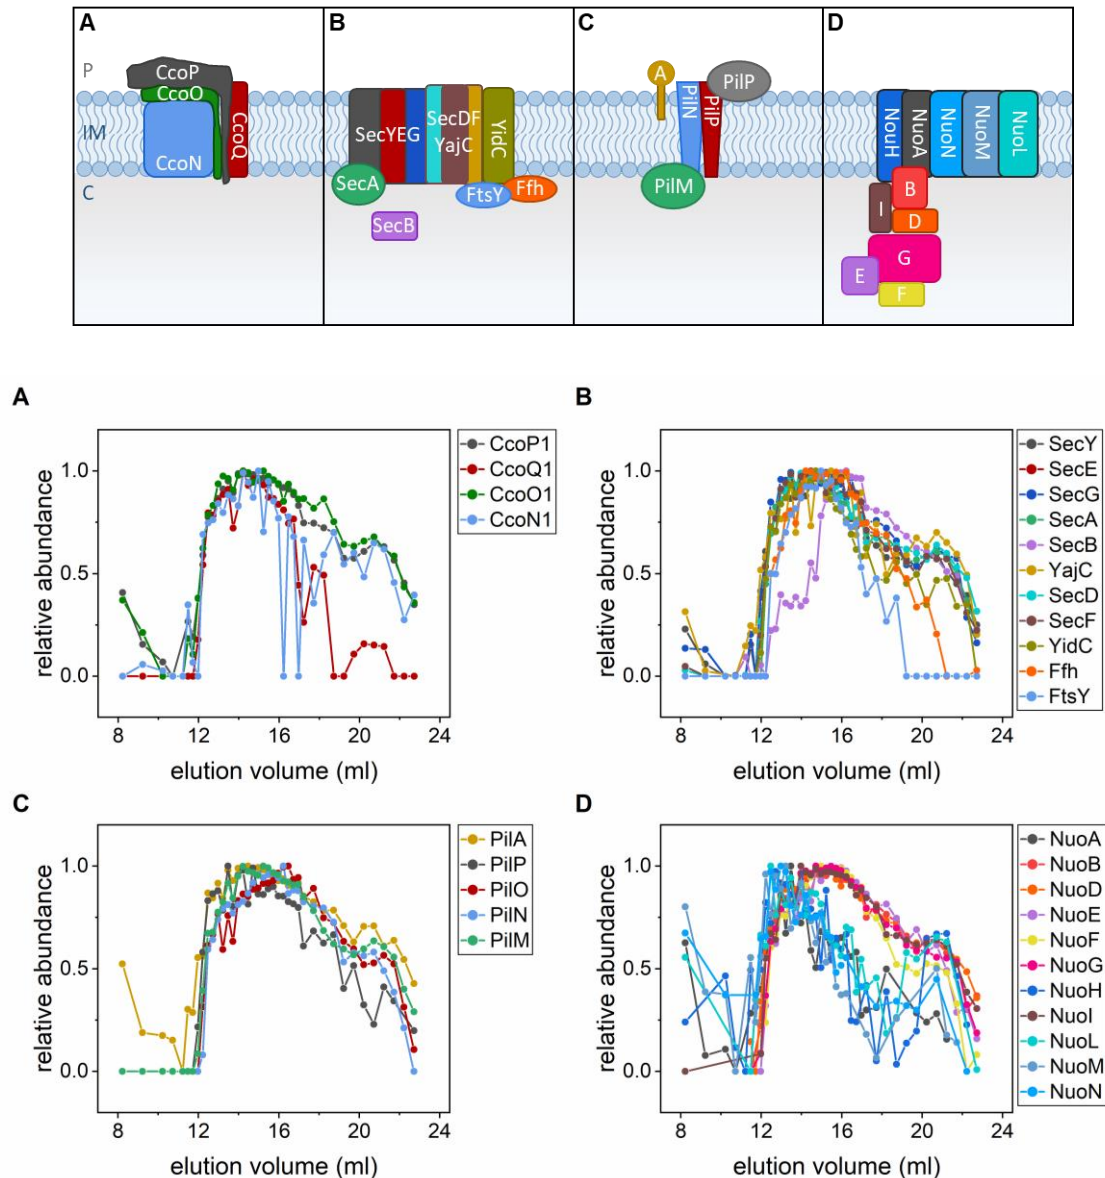 A
B
C
D
P
IM
C
CcoP
CcoO
CcoN
CcoQ
SecYEG
SecDF
YajC
YidC
SecA
FtsY
Ffh
SecB
A
PilN
PilP
PilP
PilM
NouH
NuoA
NuoN
NuoM
NuoL
B
I
D
G
E
F
A
relative abundance
1.0
0.5
0.0
8 12 16 20 24
elution volume (ml)
CcoP1
CcoQ1
CcoO1
CcoN1
B
relative abundance
1.0
0.5
0.0
8 12 16 20 24
elution volume (ml)
SecY
SecE
SecG
SecA
SecB
YajC
SecD
SecF
YidC
Ffh
FtsY
C
relative abundance
1.0
0.5
0.0
8 12 16 20 24
elution volume (ml)
PilA
PilP
PilO
PilN
PilM
D
relative abundance
1.0
0.5
0.0
8 12 16 20 24
elution volume (ml)
NuoA
NuoB
NuoD
NuoE
NuoF
NuoG
NuoH
NuoI
NuoL
NuoM
NuoN